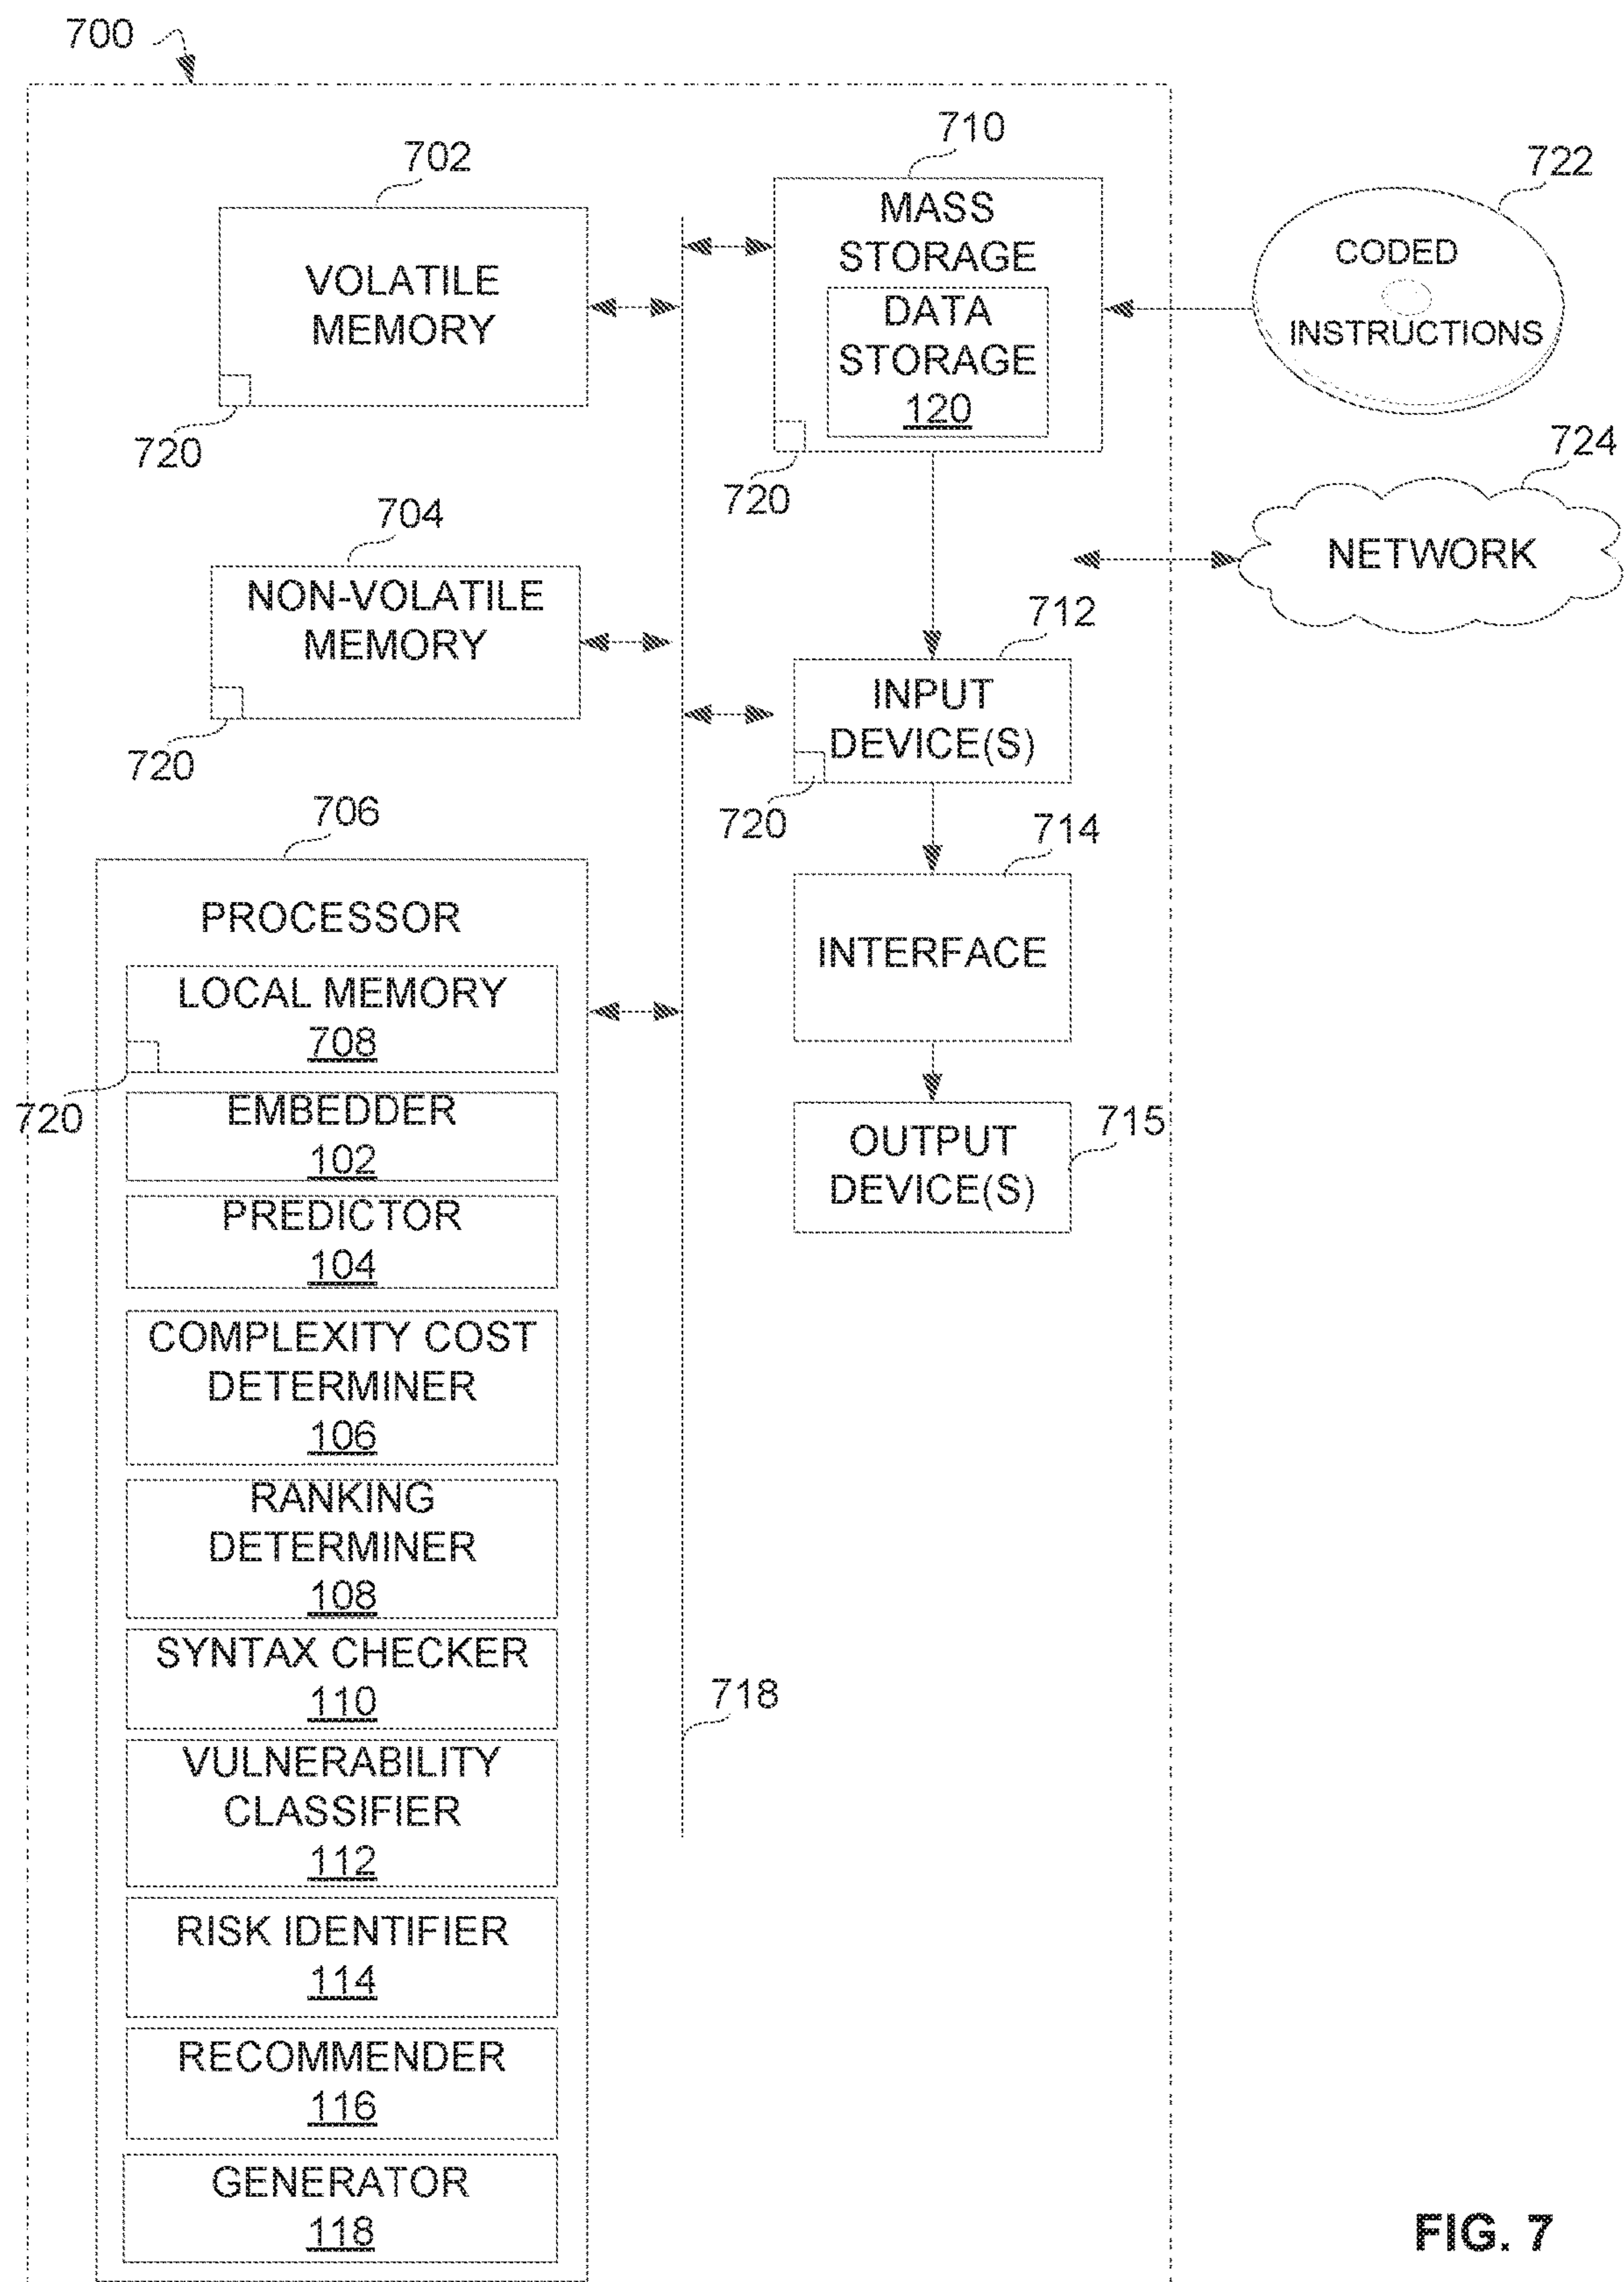 700
702
VOLATILE
MEMORY
720
704
NON-VOLATILE
MEMORY
720
706
PROCESSOR
LOCAL MEMORY
708
720
EMBEDDER
102
PREDICTOR
104
COMPLEXITY COST
DETERMINER
106
RANKING
DETERMINER
108
SYNTAX CHECKER
110
VULNERABILITY
CLASSIFIER
112
RISK IDENTIFIER
114
RECOMMENDER
116
GENERATOR
118
718
710
MASS
STORAGE
DATA
STORAGE
120
720
712
INPUT
DEVICE(S)
720
714
INTERFACE
OUTPUT
DEVICE(S)
715
722
CODED
INSTRUCTIONS
724
NETWORK
FIG. 7